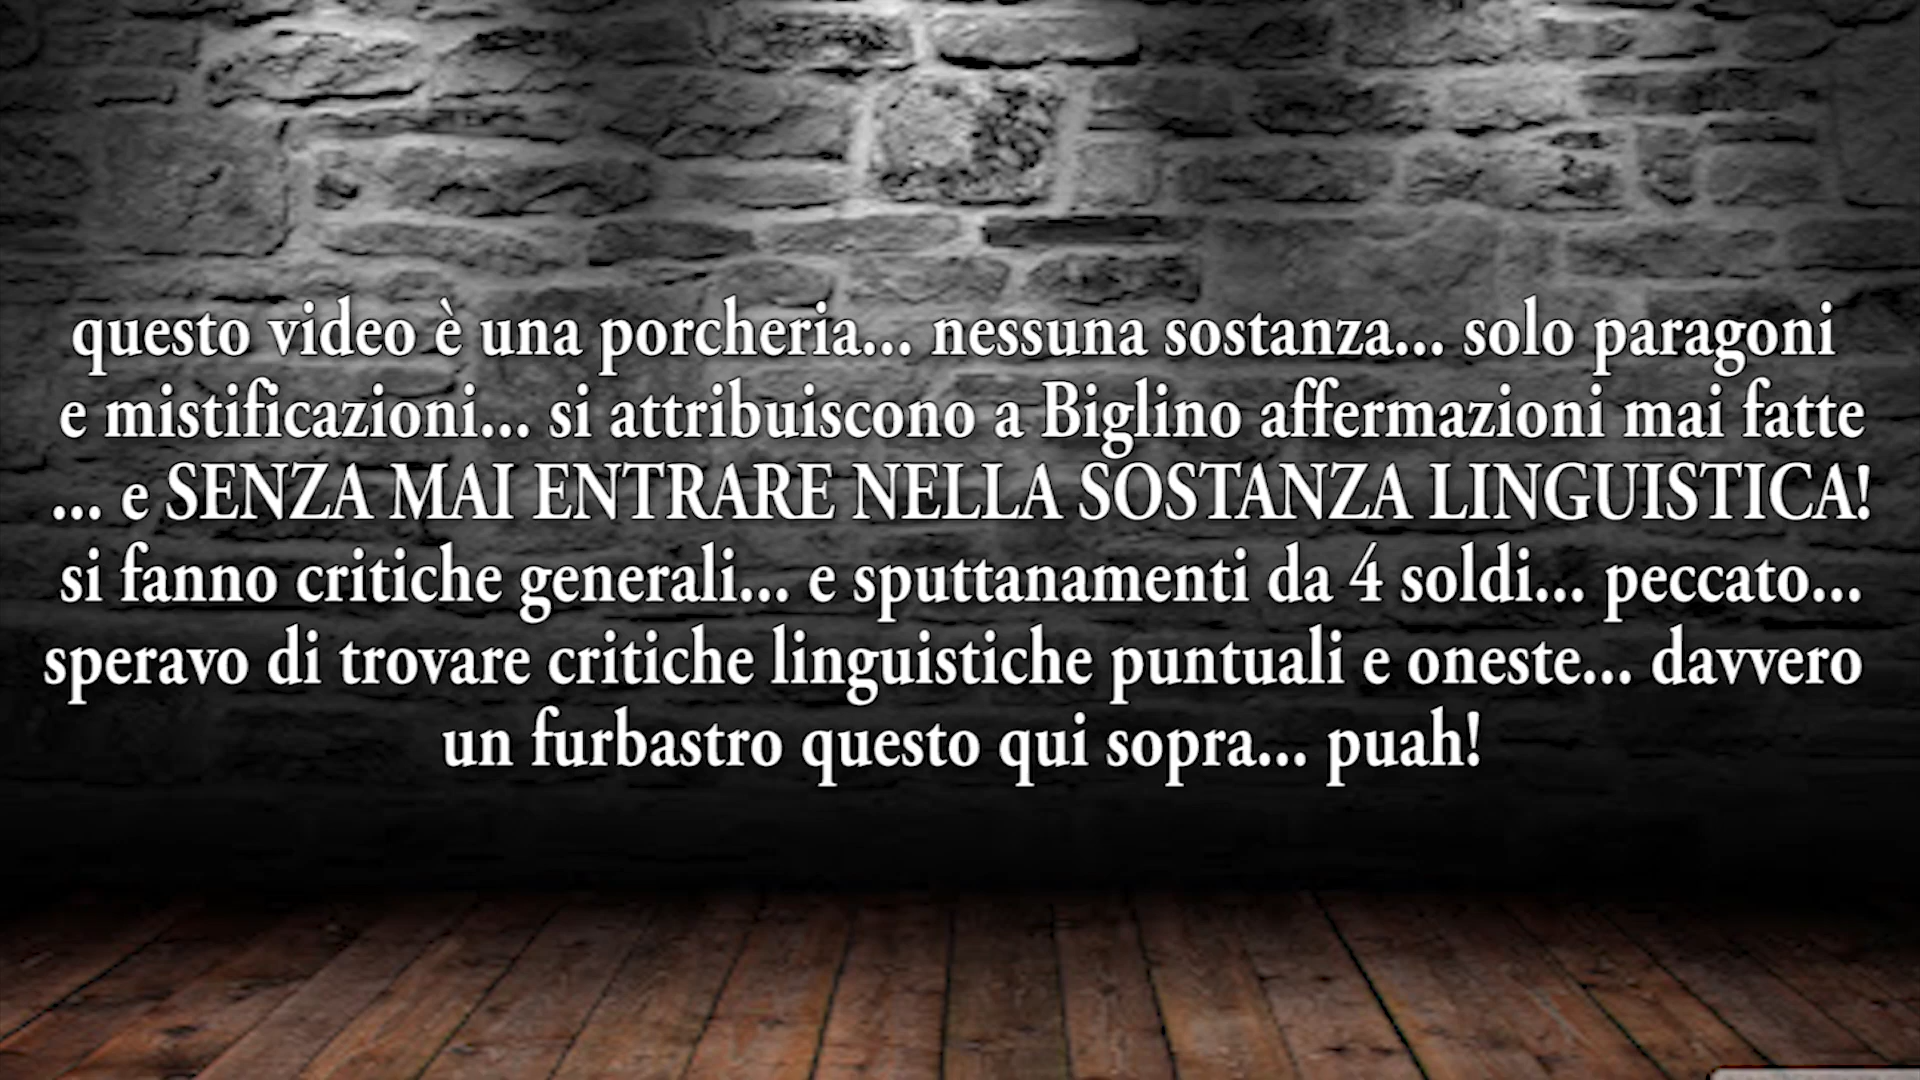 questo video è una porcheria... nessuna sostanza... solo paragoni
e mistificazioni... si attribuiscono a Biglino affermazioni mai fatte
... e SENZA MAI ENTRARE NELLA SOSTANZA LINGUISTICA!
si fanno critiche generali... e sputtanamenti da 4 soldi... peccato...
speravo di trovare critiche linguistiche puntuali e oneste... davvero
un furbastro questo qui sopra... puah!